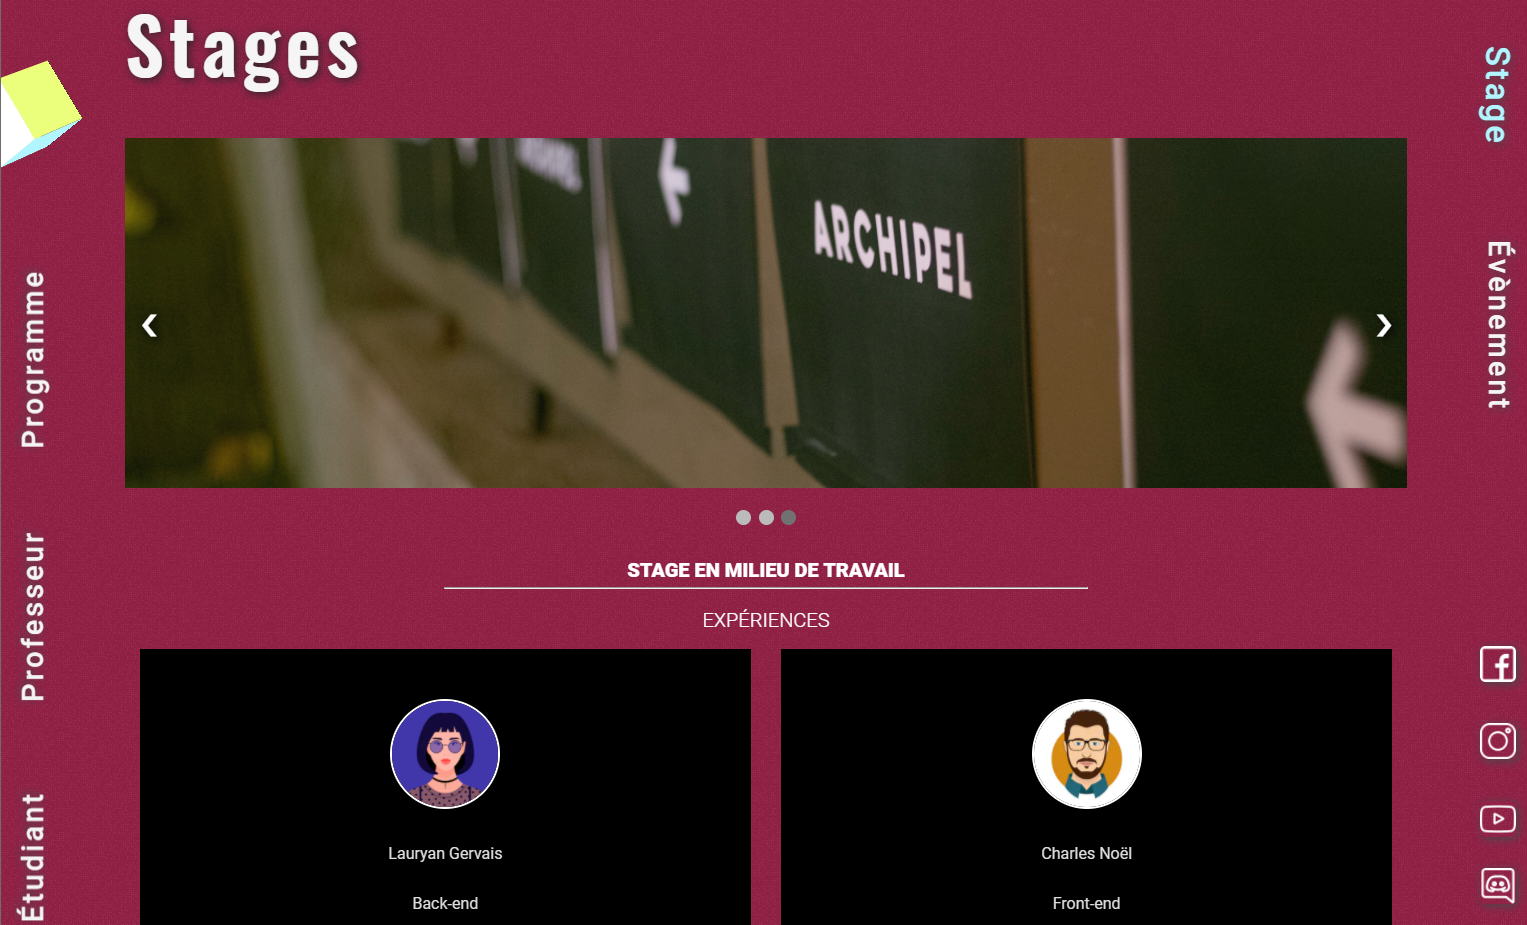 Stages
Programme
Professeur
Étudiant
ARCHIPEL
STAGE EN MILIEU DE TRAVAIL
EXPÉRIENCES
Lauryan Gervais
Back-end
Charles Noël
Front-end
Stage
Évènement